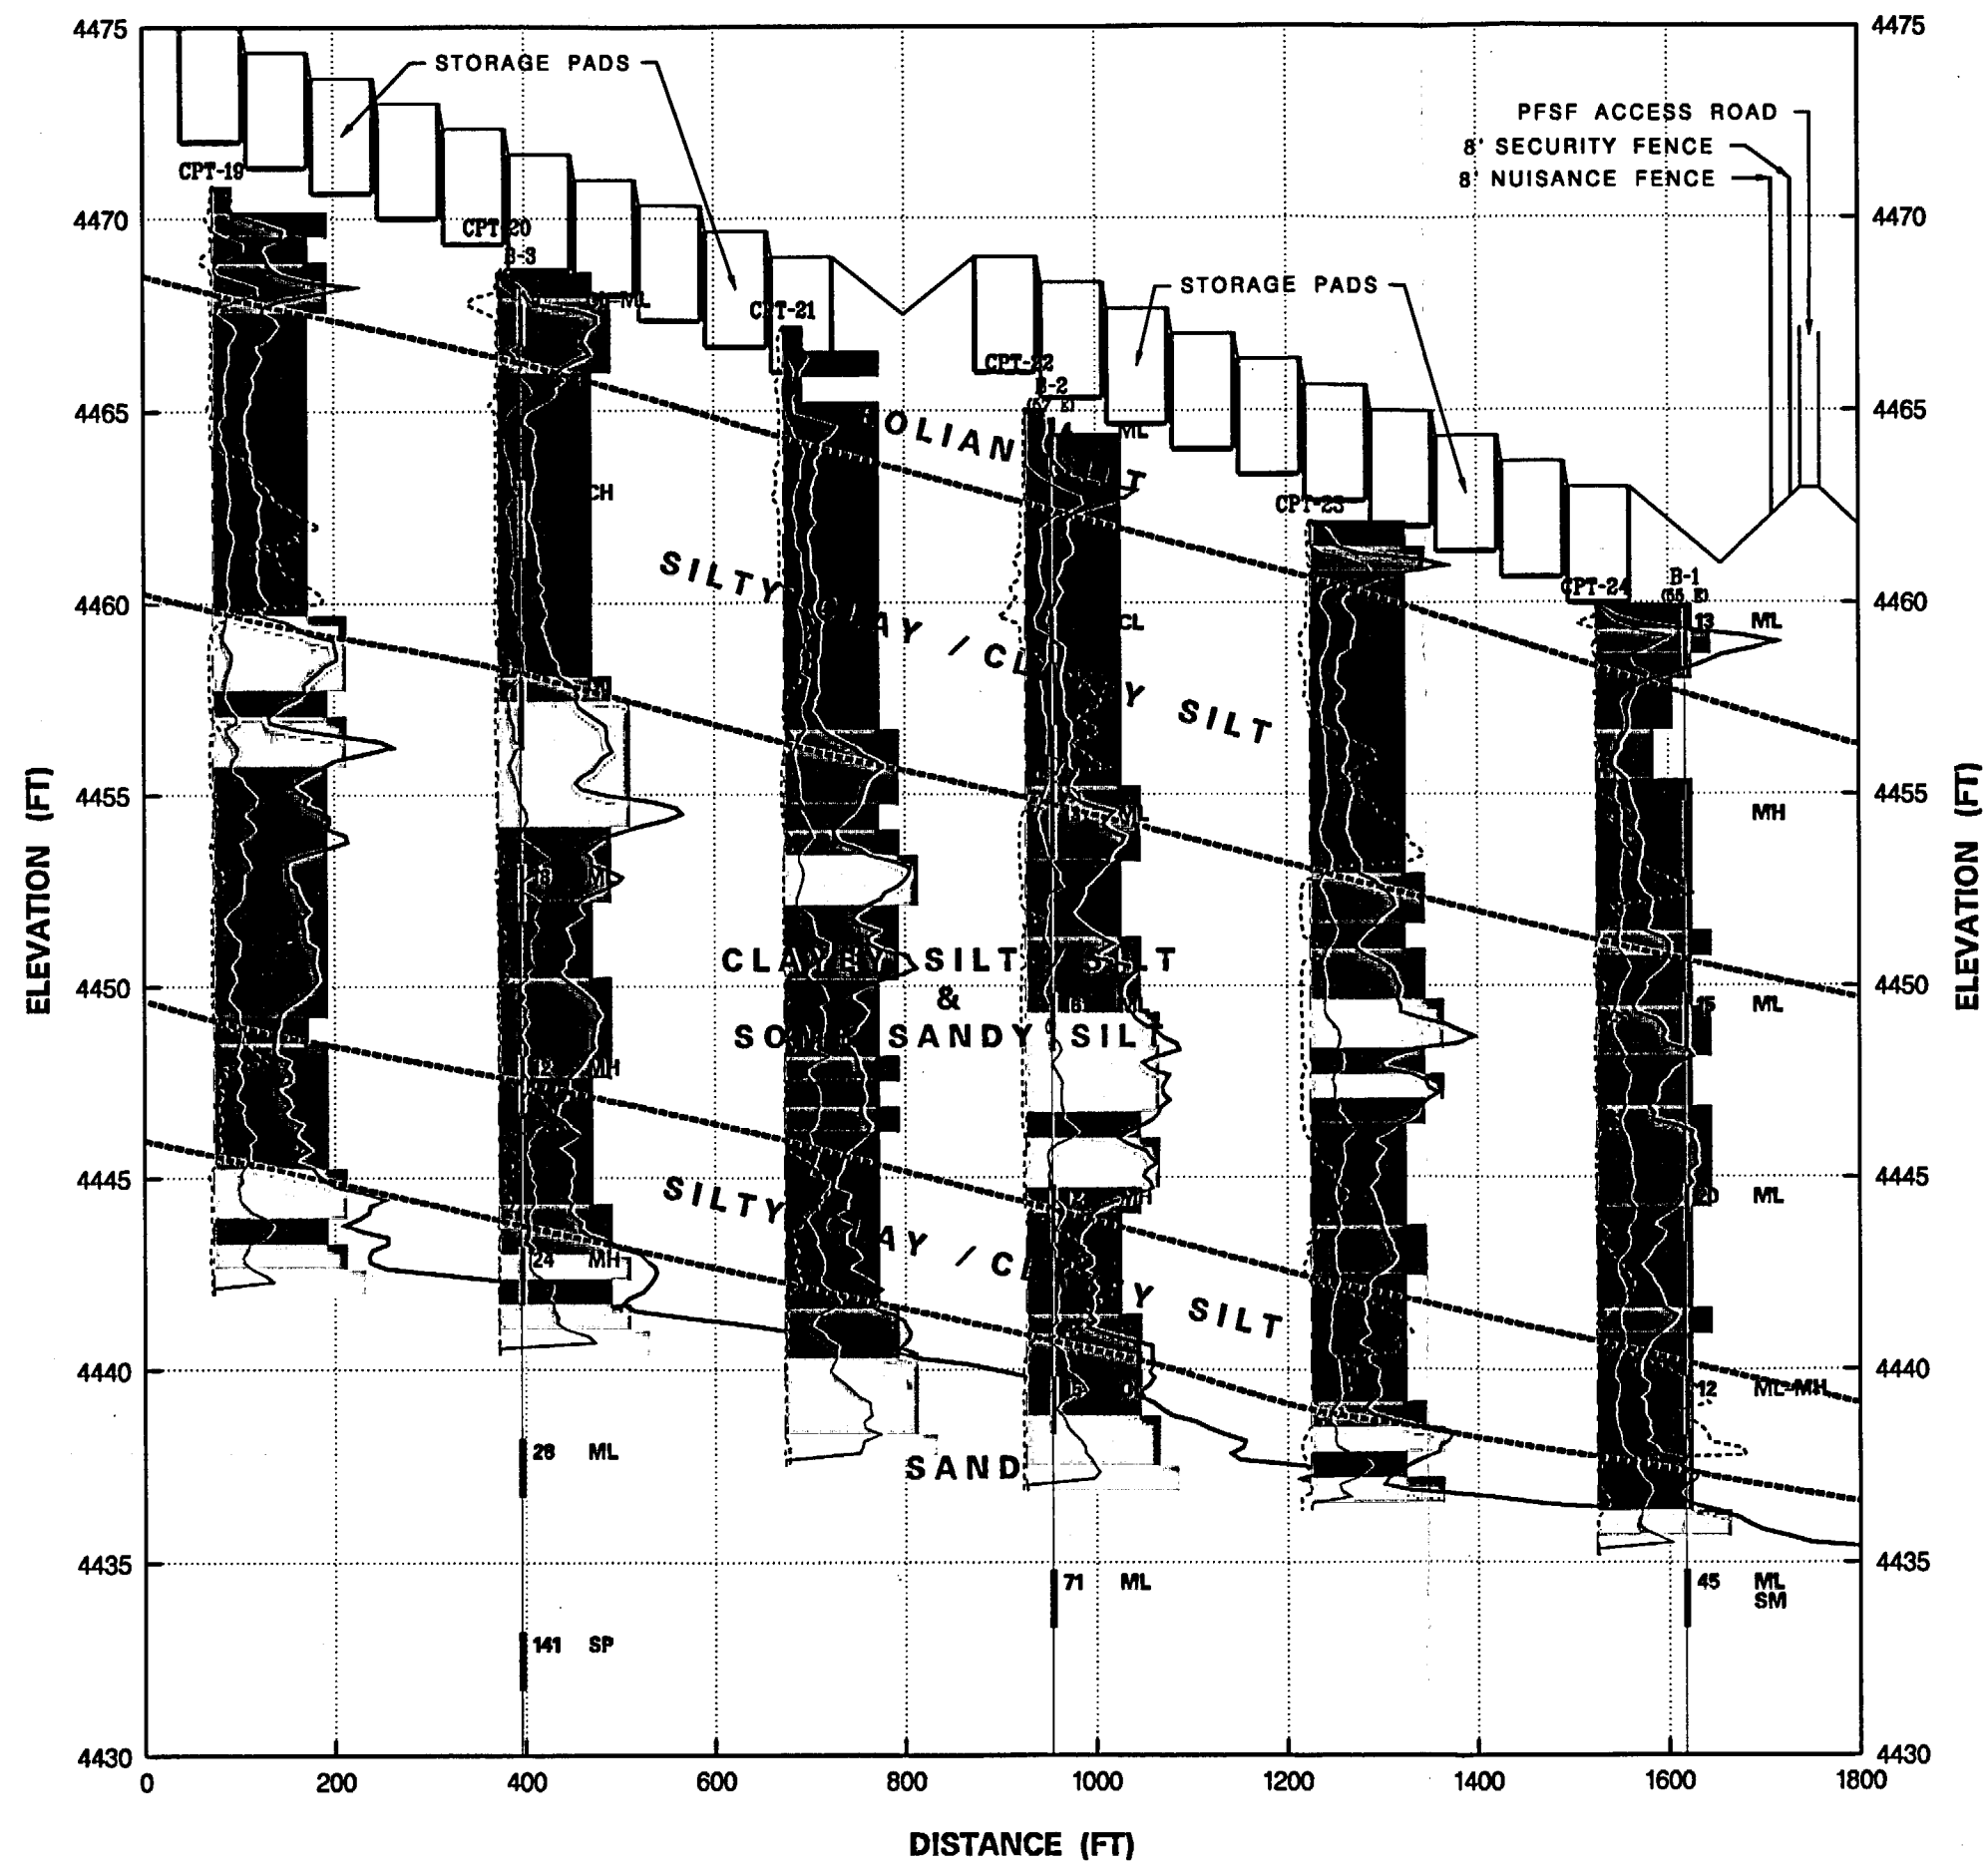 4475
4475
STORAGE PADS
PFSF ACCESS ROAD
8' SECURITY FENCE
8' NUISANCE FENCE
CPT-19
4470
4470
CPT-20
B-3
STORAGE PADS
CPT-21
CPT-22
B-2
4465
4465
ML
CH
CPT-23
SILTY
CPT-24
B-1
(55 E)
4460
4460
13 ML
CL
SILT
4455
4455
ML
MH
CLAYEY SILT / SILT
&
SOME SANDY SILT
4450
4450
ML
15 ML
MH
4445
4445
MH
20 ML
SILTY
SILT
24 MH
4440
4440
12 ML-MH
28 ML
SAND
4435
4435
71 ML
45 ML
SM
141 SP
4430
4430
0 200 400 600 800 1000 1200 1400 1600 1800
ELEVATION (FT)
ELEVATION (FT)
DISTANCE (FT)